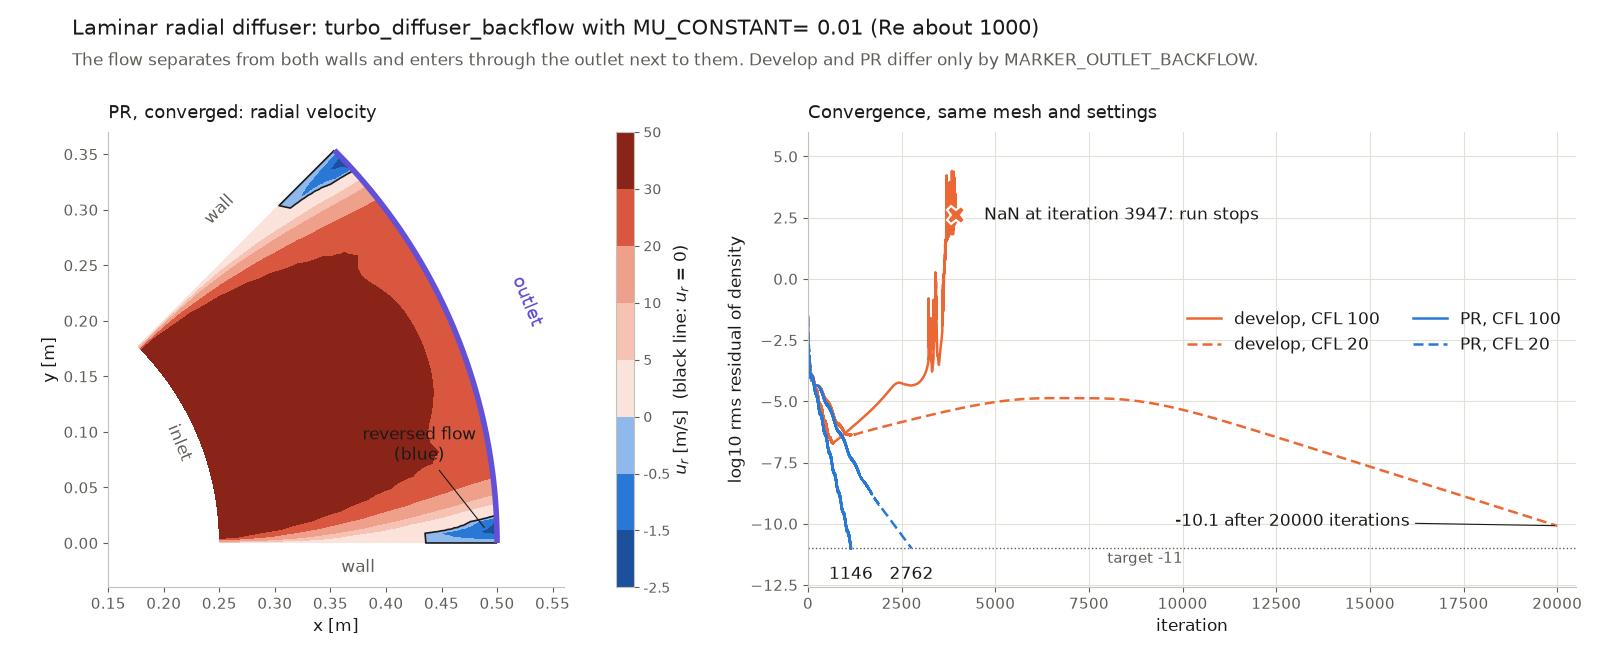 Laminar radial diffuser: turbo_diffuser_backflow with MU_CONSTANT= 0.01 (Re about 1000)
The flow separates from both walls and enters through the outlet next to them. Develop and PR differ only by MARKER_OUTLET_BACKFLOW.
PR, converged: radial velocity
0.35
0.30
0.25
0.20
0.15
0.10
0.05
0.00
y [m]
0.15
0.20
0.25
0.30
0.35
0.40
0.45
0.50
0.55
x [m]
wall
outlet
inlet
reversed flow
(blue)
wall
50
30
20
10
5
0
-0.5
-1.5
-2.5
u_r [m/s] (black line: u_r = 0)
Convergence, same mesh and settings
5.0
2.5
0.0
−2.5
−5.0
−7.5
−10.0
−12.5
log10 rms residual of density
NaN at iteration 3947: run stops
develop, CFL 100
develop, CFL 20
PR, CFL 100
PR, CFL 20
-10.1 after 20000 iterations
target -11
1146
2762
0
2500
5000
7500
10000
12500
15000
17500
20000
iteration